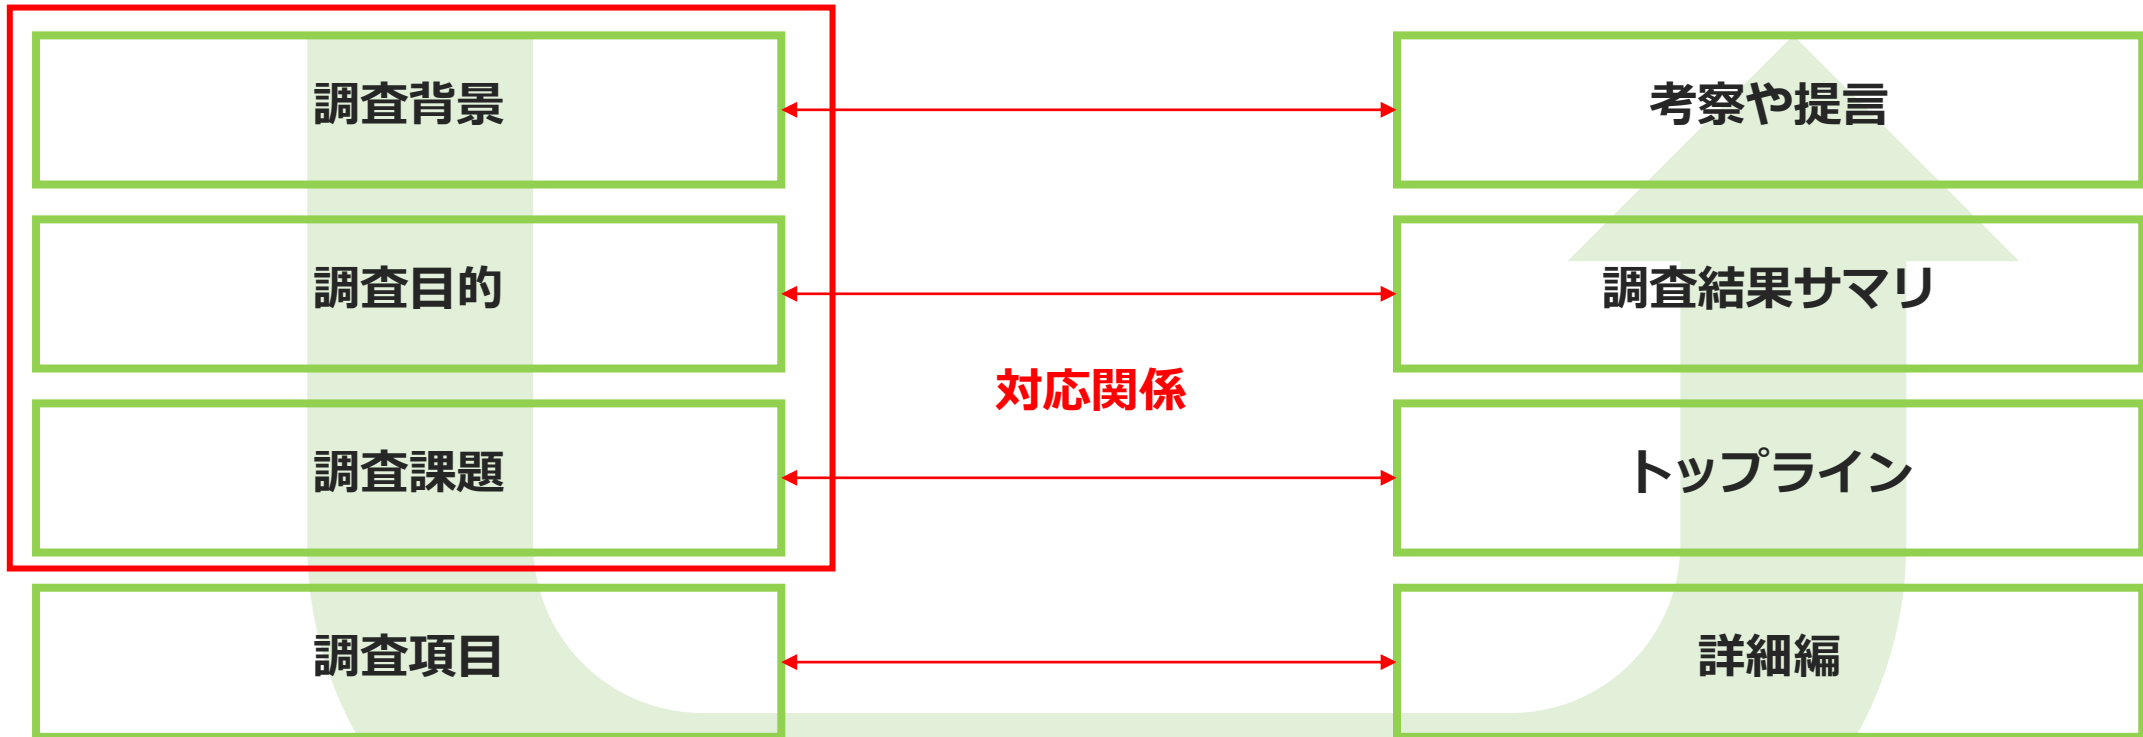 調査背景
考察や提言
調査目的
調査結果サマリ
対応関係
調査課題
トップライン
調査項目
詳細編